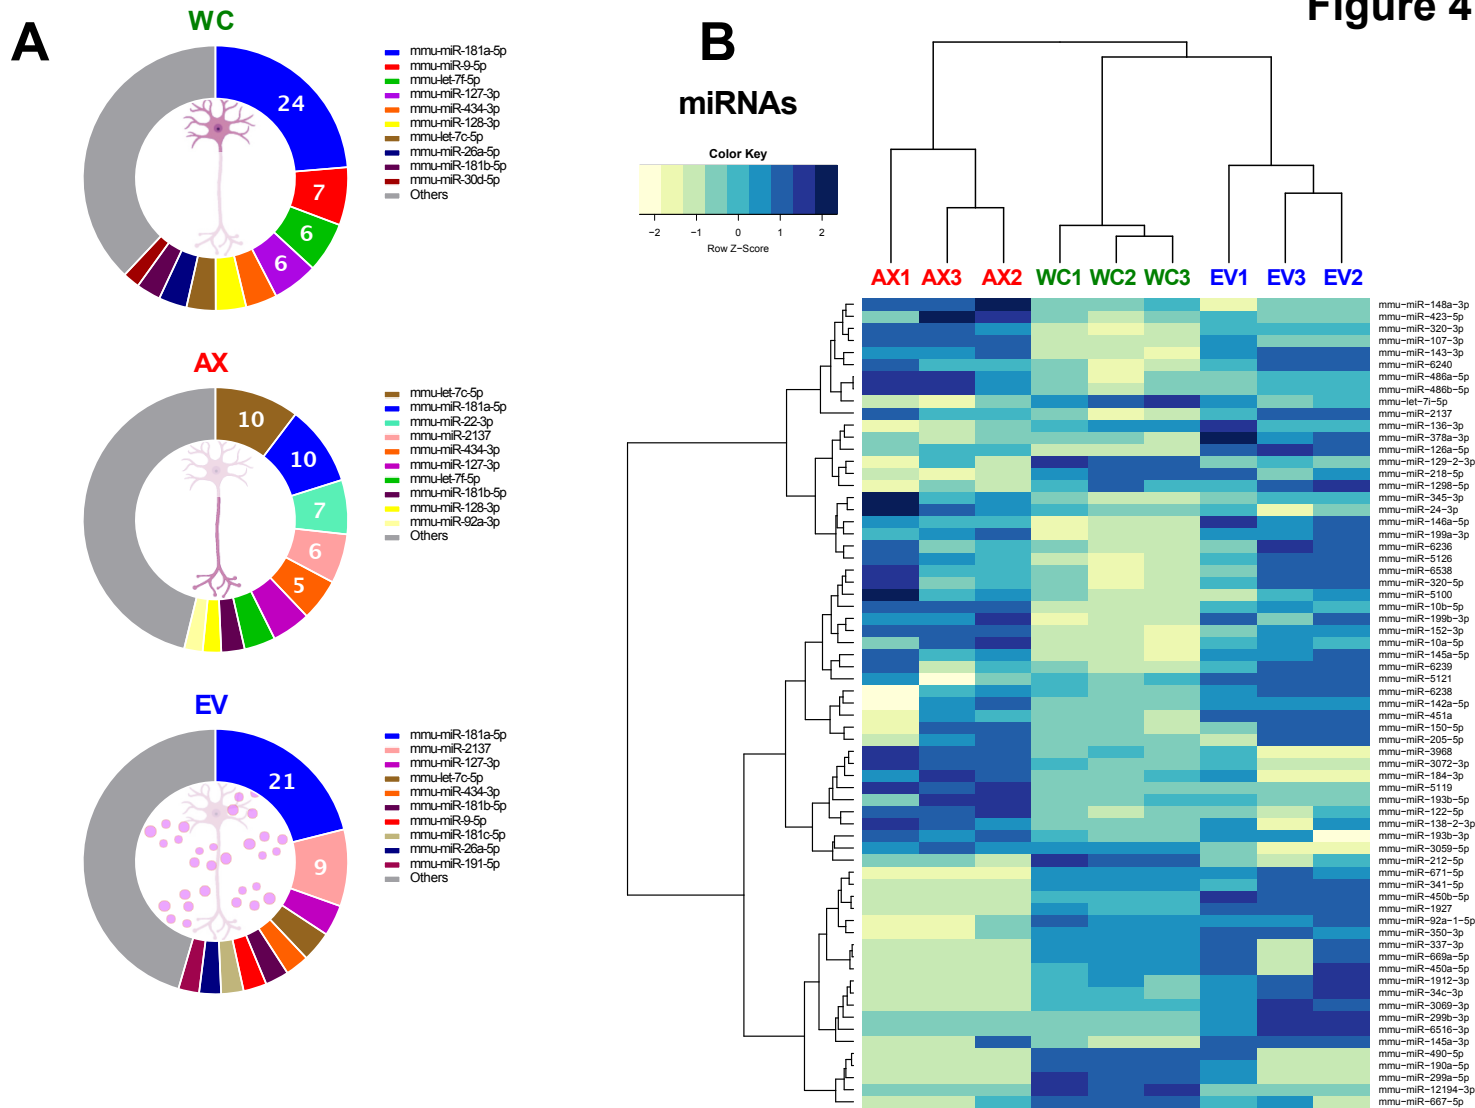 Figure 4
A
WC
24
7
6
6
mmu-miR-181a-5p
mmu-miR-9-5p
mmu-let-7f-5p
mmu-miR-127-3p
mmu-miR-434-3p
mmu-miR-128-3p
mmu-let-7c-5p
mmu-miR-26a-5p
mmu-miR-181b-5p
mmu-miR-30d-5p
Others
AX
10
10
7
6
5
mmu-let-7c-5p
mmu-miR-181a-5p
mmu-miR-22-3p
mmu-miR-2137
mmu-miR-434-3p
mmu-miR-127-3p
mmu-let-7f-5p
mmu-miR-181b-5p
mmu-miR-128-3p
mmu-miR-92a-3p
Others
EV
21
9
mmu-miR-181a-5p
mmu-miR-2137
mmu-miR-127-3p
mmu-let-7c-5p
mmu-miR-434-3p
mmu-miR-181b-5p
mmu-miR-9-5p
mmu-miR-181c-5p
mmu-miR-26a-5p
mmu-miR-191-5p
Others
B
miRNAs
Color Key
−2 −1 0 1 2
Row Z−Score
AX1 AX3 AX2 WC1 WC2 WC3 EV1 EV3 EV2
mmu−miR−148a−3p
mmu−miR−423−5p
mmu−miR−320−3p
mmu−miR−107−3p
mmu−miR−143−3p
mmu−miR−6240
mmu−miR−486a−5p
mmu−miR−486b−5p
mmu−let−7i−5p
mmu−miR−2137
mmu−miR−136−3p
mmu−miR−378a−3p
mmu−miR−126a−5p
mmu−miR−129−2−3p
mmu−miR−218−5p
mmu−miR−1298−5p
mmu−miR−345−3p
mmu−miR−24−3p
mmu−miR−146a−5p
mmu−miR−199a−3p
mmu−miR−6236
mmu−miR−5126
mmu−miR−6538
mmu−miR−320−5p
mmu−miR−5100
mmu−miR−10b−5p
mmu−miR−199b−3p
mmu−miR−152−3p
mmu−miR−10a−5p
mmu−miR−145a−5p
mmu−miR−6239
mmu−miR−5121
mmu−miR−6238
mmu−miR−142a−5p
mmu−miR−451a
mmu−miR−150−5p
mmu−miR−205−5p
mmu−miR−3968
mmu−miR−3072−3p
mmu−miR−184−3p
mmu−miR−5119
mmu−miR−193b−5p
mmu−miR−122−5p
mmu−miR−138−2−3p
mmu−miR−193b−3p
mmu−miR−3059−5p
mmu−miR−212−5p
mmu−miR−671−5p
mmu−miR−341−5p
mmu−miR−450b−5p
mmu−miR−1927
mmu−miR−92a−1−5p
mmu−miR−350−3p
mmu−miR−337−3p
mmu−miR−669a−5p
mmu−miR−450a−5p
mmu−miR−1912−3p
mmu−miR−34c−3p
mmu−miR−3069−3p
mmu−miR−299b−3p
mmu−miR−6516−3p
mmu−miR−145a−3p
mmu−miR−490−5p
mmu−miR−190a−5p
mmu−miR−299a−5p
mmu−miR−12194−3p
mmu−miR−667−5p